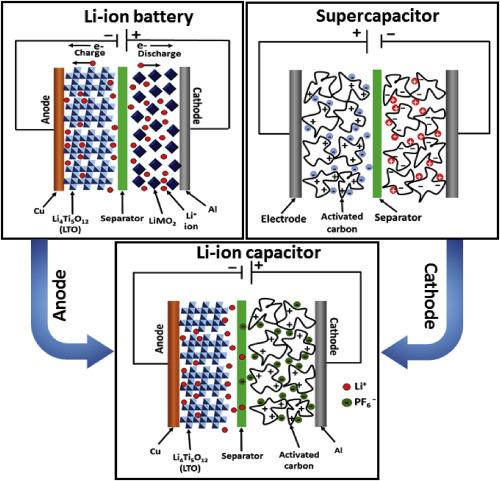 Li-ion battery
− +
e-
Charge
e-
Discharge
Anode
Cathode
Cu
Li₄Ti₅O₁₂
(LTO)
Separator
LiMO₂
Li⁺
ion
Al
Supercapacitor
+ −
Electrode
Activated
carbon
Separator
Anode
Cathode
Li-ion capacitor
− +
Anode
Cathode
Li⁺
PF₆⁻
Cu
Li₄Ti₅O₁₂
(LTO)
Separator
Activated
carbon
Al